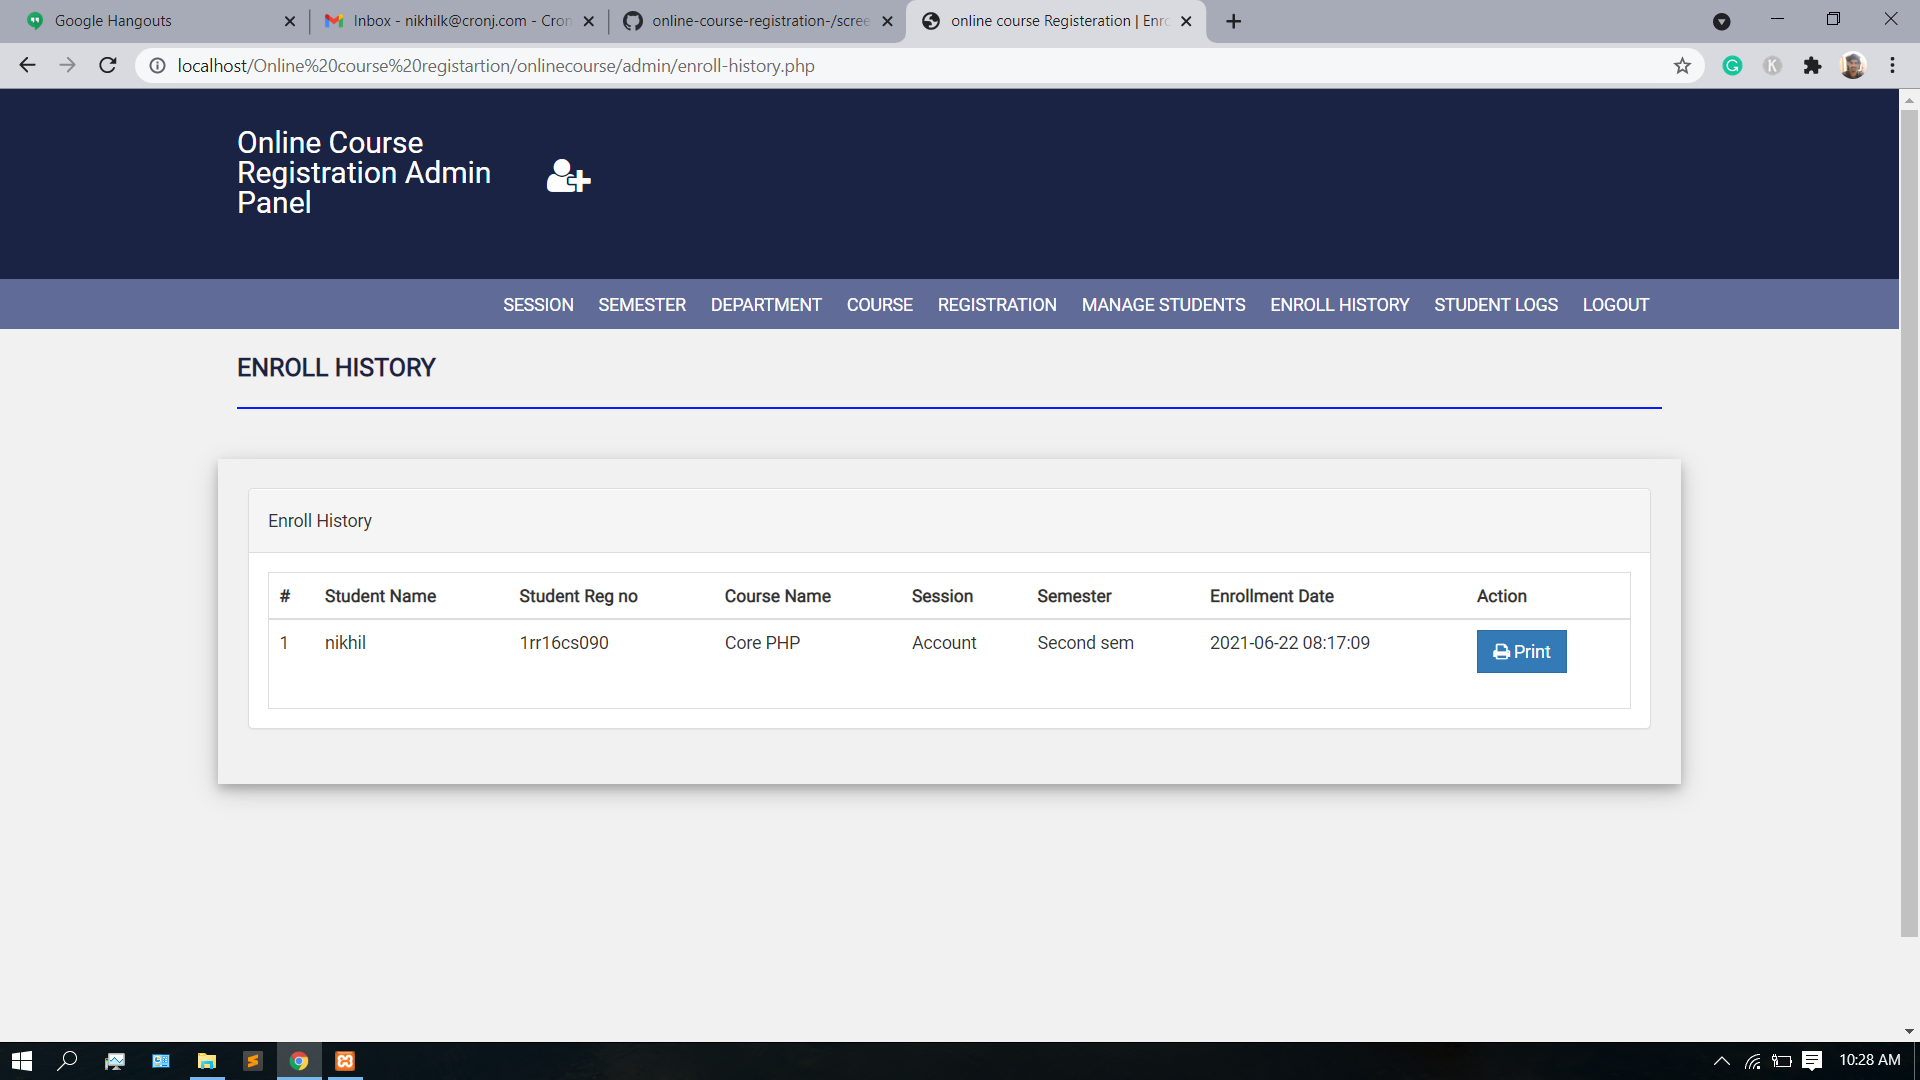 Google Hangouts
Inbox - nikhilk@cronj.com - Cron
online-course-registration-/scree
online course Registeration | Enro
localhost/Online%20course%20registartion/onlinecourse/admin/enroll-history.php
Online Course
Registration Admin
Panel
SESSION SEMESTER DEPARTMENT COURSE REGISTRATION MANAGE STUDENTS ENROLL HISTORY STUDENT LOGS LOGOUT
ENROLL HISTORY
Enroll History
# Student Name Student Reg no Course Name Session Semester Enrollment Date Action
1 nikhil 1rr16cs090 Core PHP Account Second sem 2021-06-22 08:17:09 Print
10:28 AM